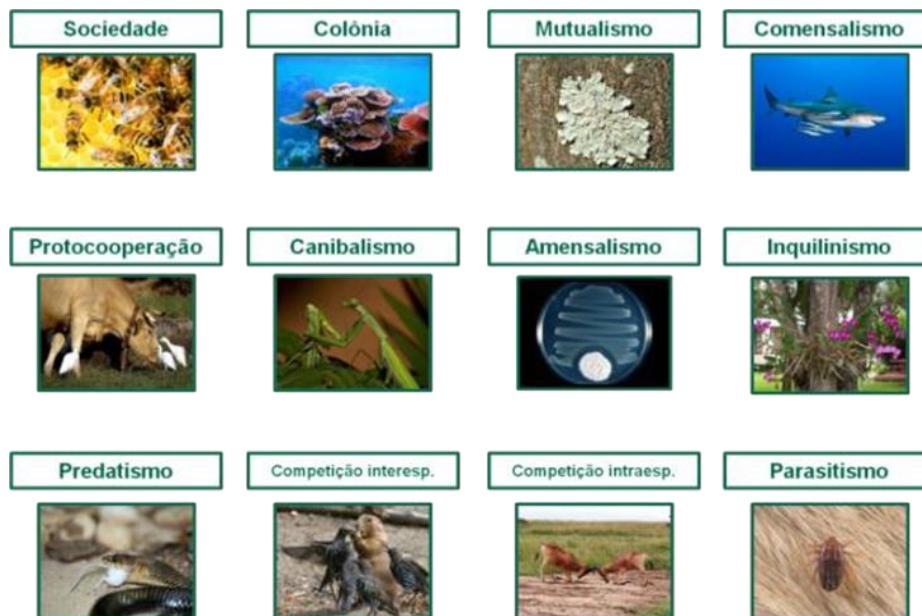 Sociedade
Colônia
Mutualismo
Comensalismo
Protocooperação
Canibalismo
Amensalismo
Inquilinismo
Predatismo
Competição interesp.
Competição intraesp.
Parasitismo